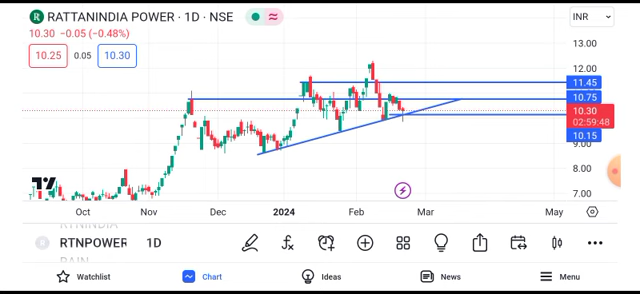 R RATTANINDIA POWER · 1D · NSE
INR
10.30 −0.05 (−0.48%)
10.25 0.05 10.30
13.00
12.00
11.45
10.75
10.30
02:59:48
10.15
9.00
8.00
7.00
Oct Nov Dec 2024 Feb Mar May
R RTNPOWER 1D
Watchlist Chart Ideas News Menu